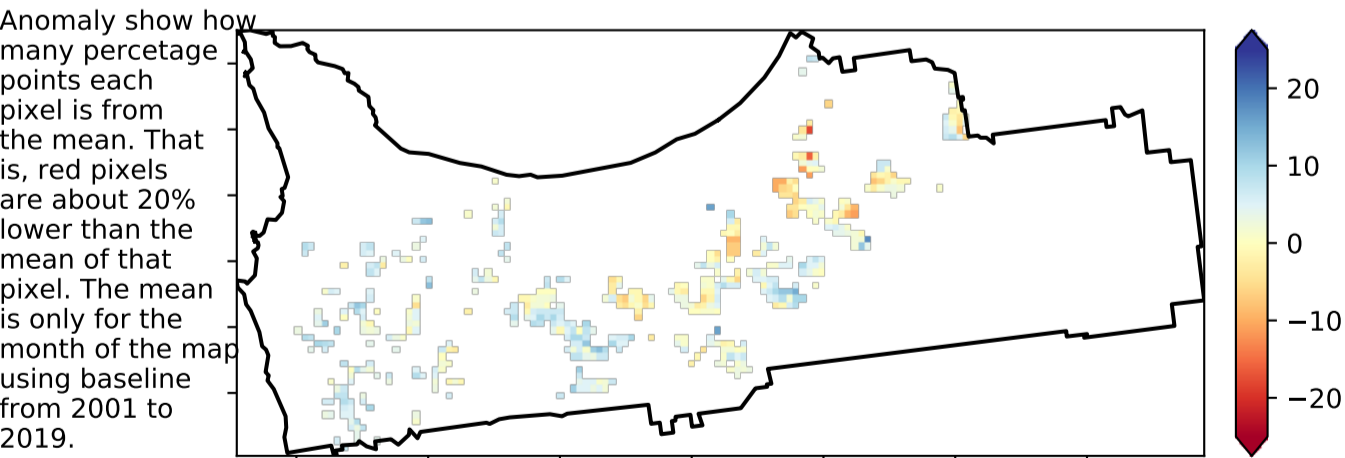 Anomaly show how
many percetage
points each
pixel is from
the mean. That
is, red pixels
are about 20%
lower than the
mean of that
pixel. The mean
is only for the
month of the map
using baseline
from 2001 to
2019.
20
10
0
−10
−20